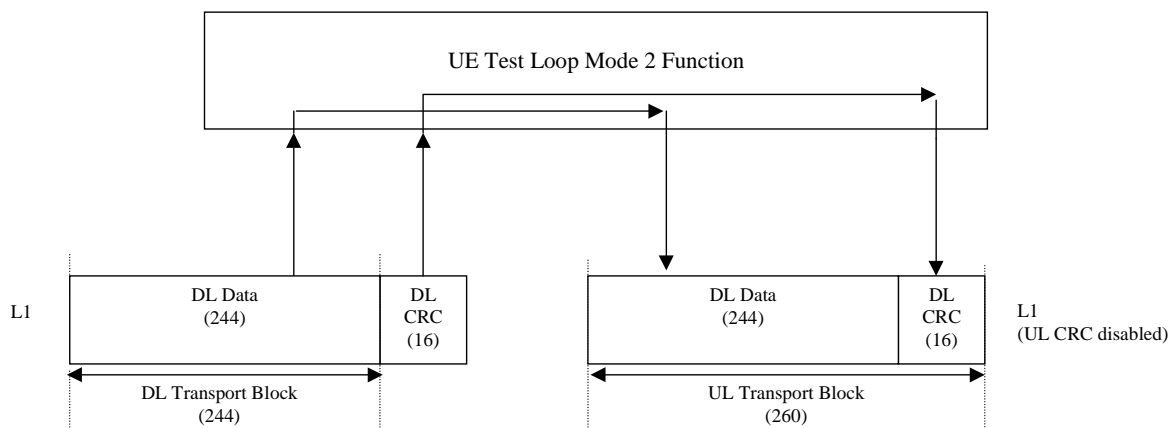 UE Test Loop Mode 2 Function
L1
DL Data
(244)
DL
CRC
(16)
DL Data
(244)
DL
CRC
(16)
L1
(UL CRC disabled)
DL Transport Block
(244)
UL Transport Block
(260)